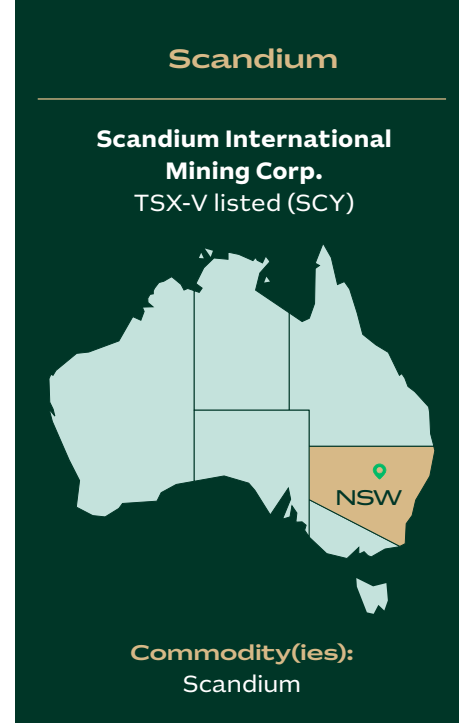 Scandium
Scandium International
Mining Corp.
TSX-V listed (SCY)
NSW
Commodity(ies):
Scandium